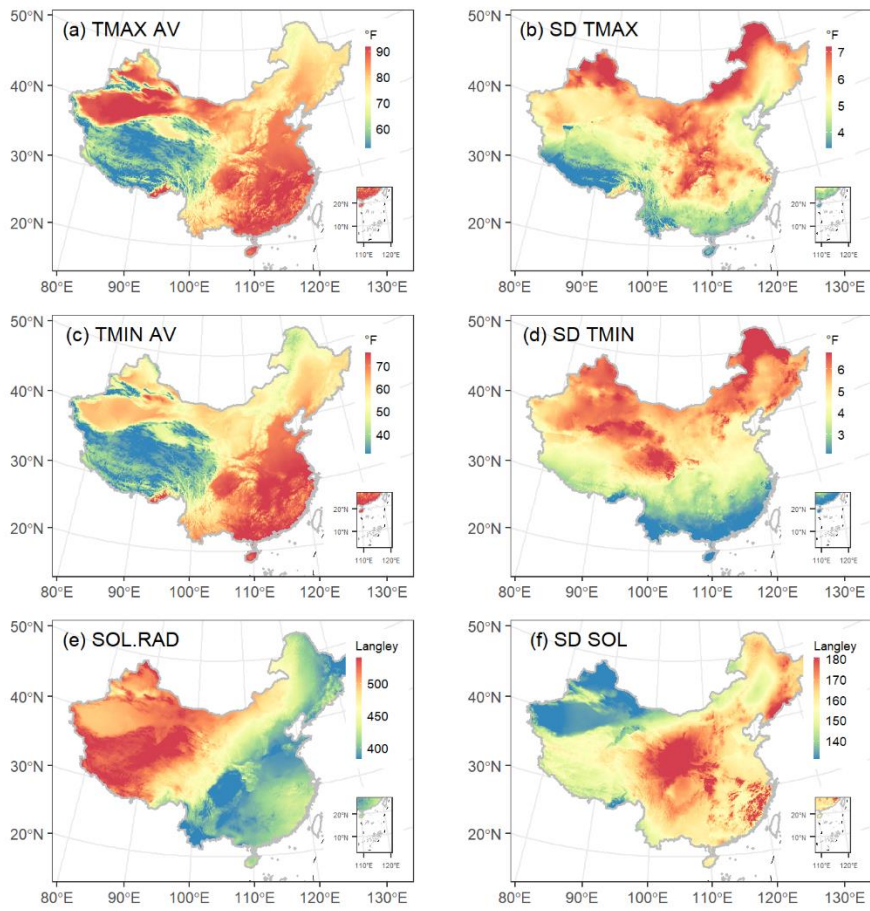 50°N
(a) TMAX AV
°F
90
80
70
60
40°N
30°N
20°N
20°N
10°N
110°E 120°E
80°E 90°E 100°E 110°E 120°E 130°E
50°N
(b) SD TMAX
°F
7
6
5
4
40°N
30°N
20°N
20°N
10°N
110°E 120°E
80°E 90°E 100°E 110°E 120°E 130°E
50°N
(c) TMIN AV
°F
70
60
50
40
40°N
30°N
20°N
20°N
10°N
110°E 120°E
80°E 90°E 100°E 110°E 120°E 130°E
50°N
(d) SD TMIN
°F
6
5
4
3
40°N
30°N
20°N
20°N
10°N
110°E 120°E
80°E 90°E 100°E 110°E 120°E 130°E
50°N
(e) SOL.RAD
Langley
500
450
400
40°N
30°N
20°N
20°N
10°N
110°E 120°E
80°E 90°E 100°E 110°E 120°E 130°E
50°N
(f) SD SOL
Langley
180
170
160
150
140
40°N
30°N
20°N
20°N
10°N
110°E 120°E
80°E 90°E 100°E 110°E 120°E 130°E